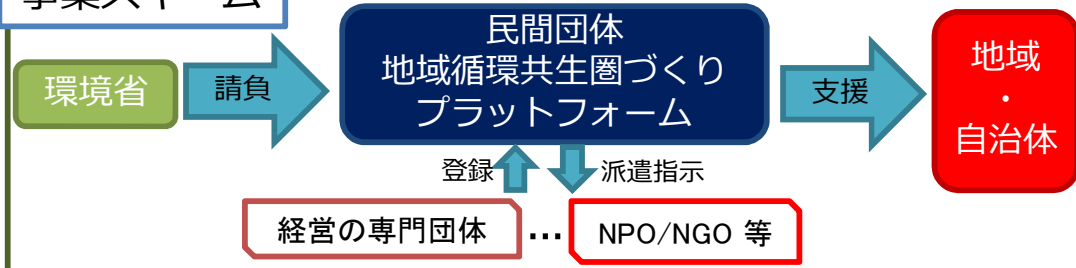 事業スキーム
環境省
請負
民間団体
地域循環共生圏づくり
プラットフォーム
支援
地域
・
自治体
登録
派遣指示
経営の専門団体
…
NPO/NGO 等